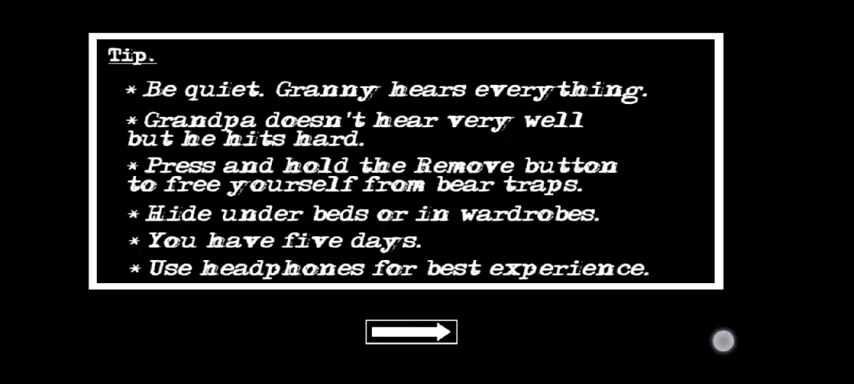 Tip.
* Be quiet. Granny hears everything.
* Grandpa doesn't hear very well
but he hits hard.
* Press and hold the Remove button
to free yourself from bear traps.
* Hide under beds or in wardrobes.
* You have five days.
* Use headphones for best experience.